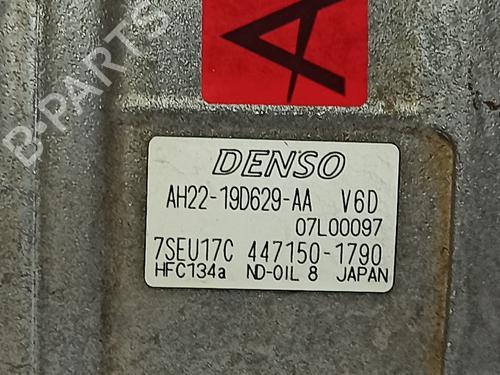 A
DENSO
AH22-19D629-AA V6D
07L00097
7SEU17C 447150-1790
HFC134a ND-OIL 8 JAPAN
B-PARTS